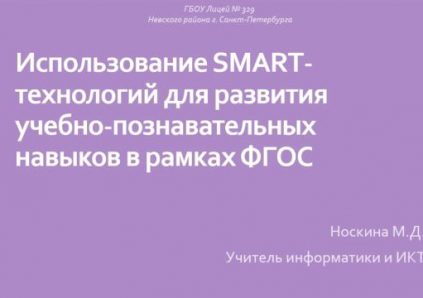 ГБОУ Лицей № 329
Невского района г. Санкт-Петербурга
Использование SMART-
технологий для развития
учебно-познавательных
навыков в рамках ФГОС
Носкина М.Д.
Учитель информатики и ИКТ